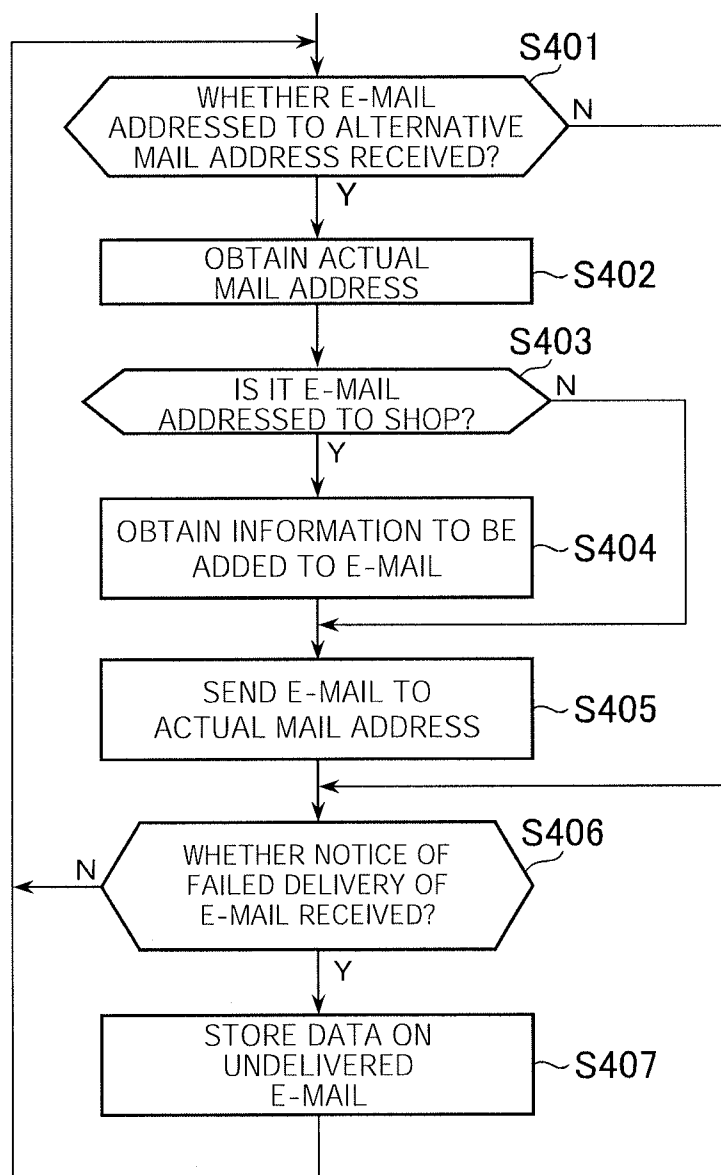 S401
WHETHER E-MAIL
ADDRESSED TO ALTERNATIVE
MAIL ADDRESS RECEIVED?
N
Y
OBTAIN ACTUAL
MAIL ADDRESS
S402
S403
IS IT E-MAIL
ADDRESSED TO SHOP?
N
Y
OBTAIN INFORMATION TO BE
ADDED TO E-MAIL
S404
SEND E-MAIL TO
ACTUAL MAIL ADDRESS
S405
S406
WHETHER NOTICE OF
FAILED DELIVERY OF
E-MAIL RECEIVED?
N
Y
STORE DATA ON
UNDELIVERED
E-MAIL
S407